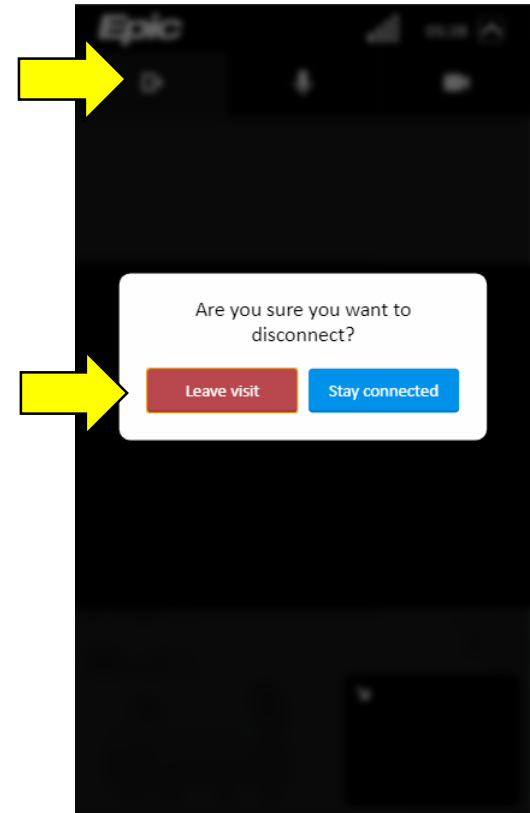 Epic
Are you sure you want to
disconnect?
Leave visit
Stay connected